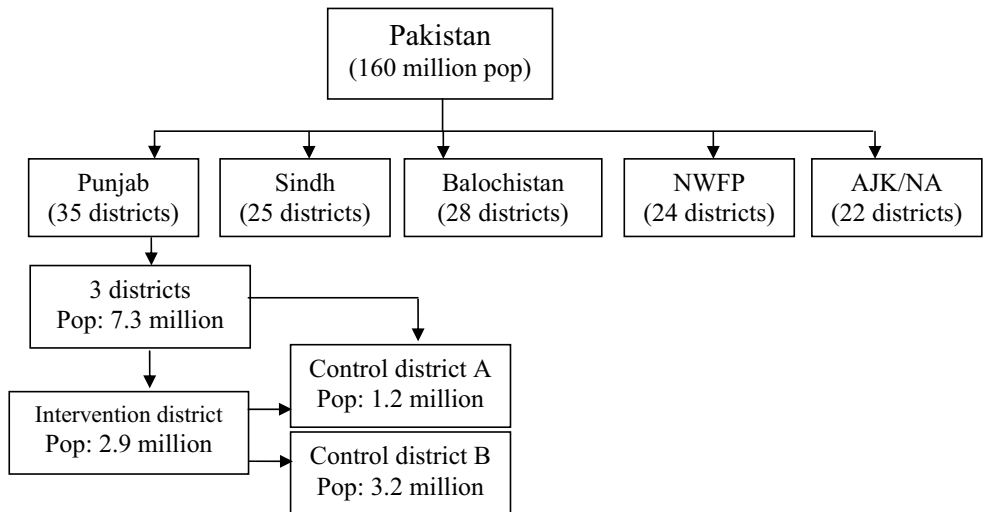 Pakistan
(160 million pop)
Punjab
(35 districts)
Sindh
(25 districts)
Balochistan
(28 districts)
NWFP
(24 districts)
AJK/NA
(22 districts)
3 districts
Pop: 7.3 million
Control district A
Pop: 1.2 million
Intervention district
Pop: 2.9 million
Control district B
Pop: 3.2 million